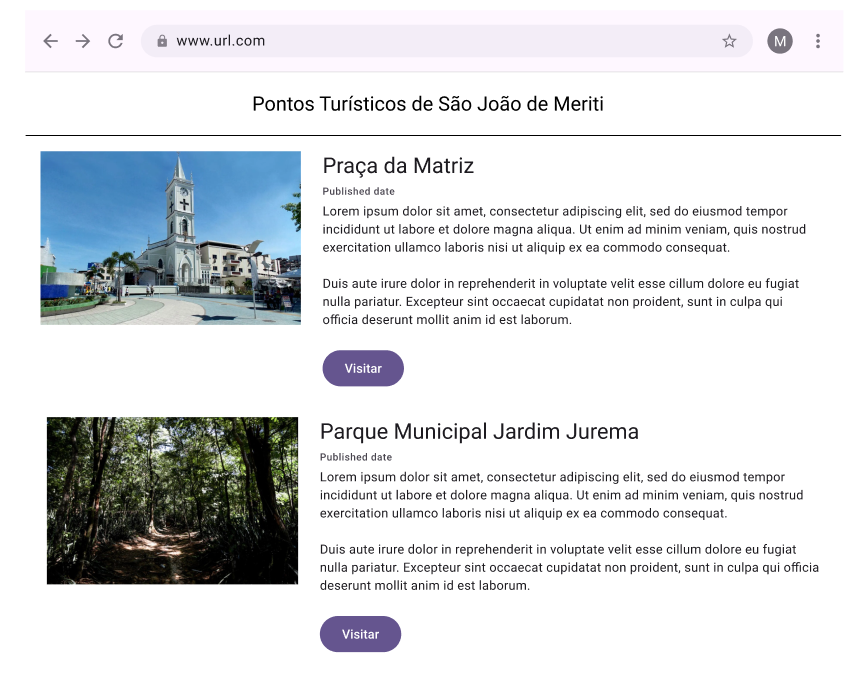 www.url.com
M
Pontos Turísticos de São João de Meriti
Praça da Matriz
Published date
Lorem ipsum dolor sit amet, consectetur adipiscing elit, sed do eiusmod tempor
incididunt ut labore et dolore magna aliqua. Ut enim ad minim veniam, quis nostrud
exercitation ullamco laboris nisi ut aliquip ex ea commodo consequat.
Duis aute irure dolor in reprehenderit in voluptate velit esse cillum dolore eu fugiat
nulla pariatur. Excepteur sint occaecat cupidatat non proident, sunt in culpa qui
officia deserunt mollit anim id est laborum.
Visitar
Parque Municipal Jardim Jurema
Published date
Lorem ipsum dolor sit amet, consectetur adipiscing elit, sed do eiusmod tempor
incididunt ut labore et dolore magna aliqua. Ut enim ad minim veniam, quis nostrud
exercitation ullamco laboris nisi ut aliquip ex ea commodo consequat.
Duis aute irure dolor in reprehenderit in voluptate velit esse cillum dolore eu fugiat
nulla pariatur. Excepteur sint occaecat cupidatat non proident, sunt in culpa qui officia
deserunt mollit anim id est laborum.
Visitar